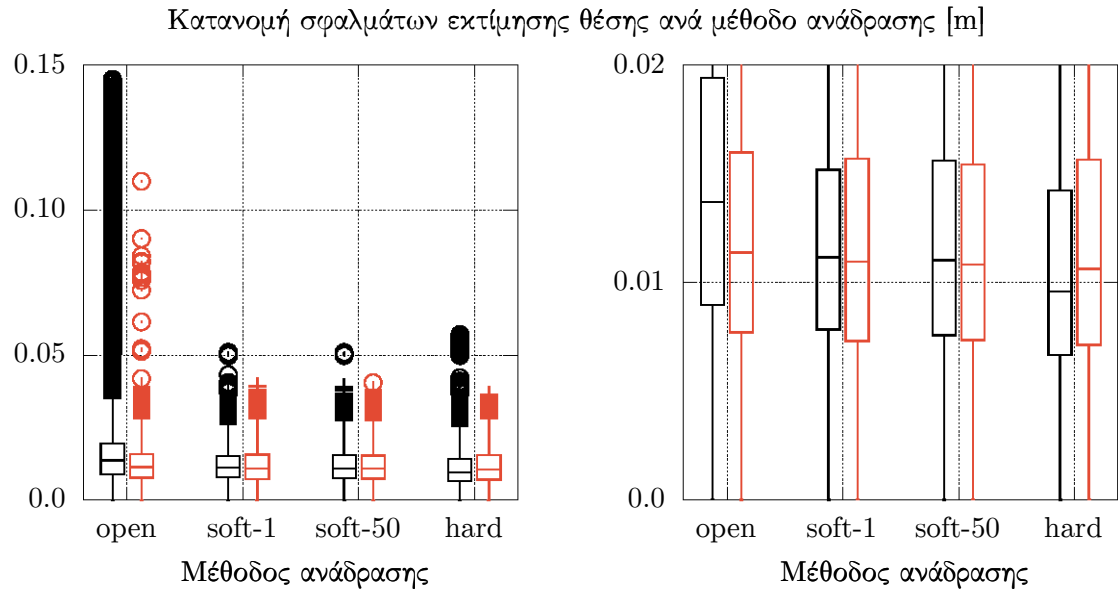 Κατανομή σφαλμάτων εκτίμησης θέσης ανά μέθοδο ανάδρασης [m]
0.15
0.10
0.05
0.0
open soft-1 soft-50 hard
Μέθοδος ανάδρασης
0.02
0.01
0.0
open soft-1 soft-50 hard
Μέθοδος ανάδρασης